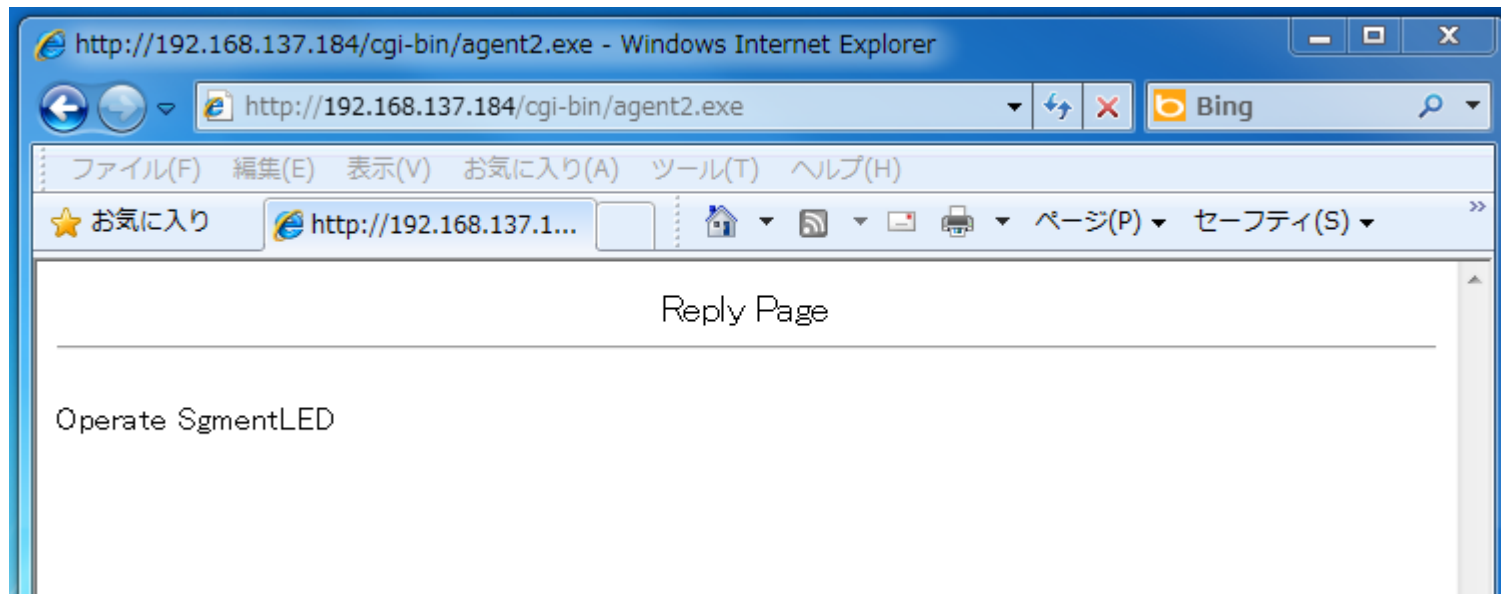 http://192.168.137.184/cgi-bin/agent2.exe - Windows Internet Explorer
http://192.168.137.184/cgi-bin/agent2.exe Bing
ファイル(F) 編集(E) 表示(V) お気に入り(A) ツール(T) ヘルプ(H)
お気に入り http://192.168.137.1... ページ(P) セーフティ(S) »
Reply Page
Operate SgmentLED